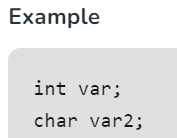 Example
int var;
char var2;